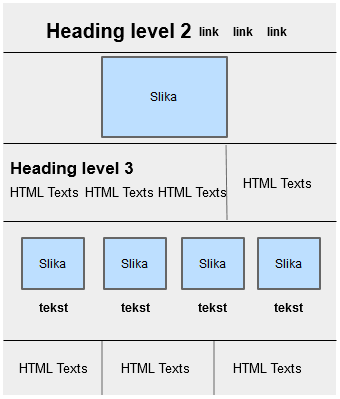 Heading level 2 link link link
Slika
Heading level 3
HTML Texts HTML Texts HTML Texts
HTML Texts
Slika Slika Slika Slika
tekst tekst tekst tekst
HTML Texts HTML Texts HTML Texts